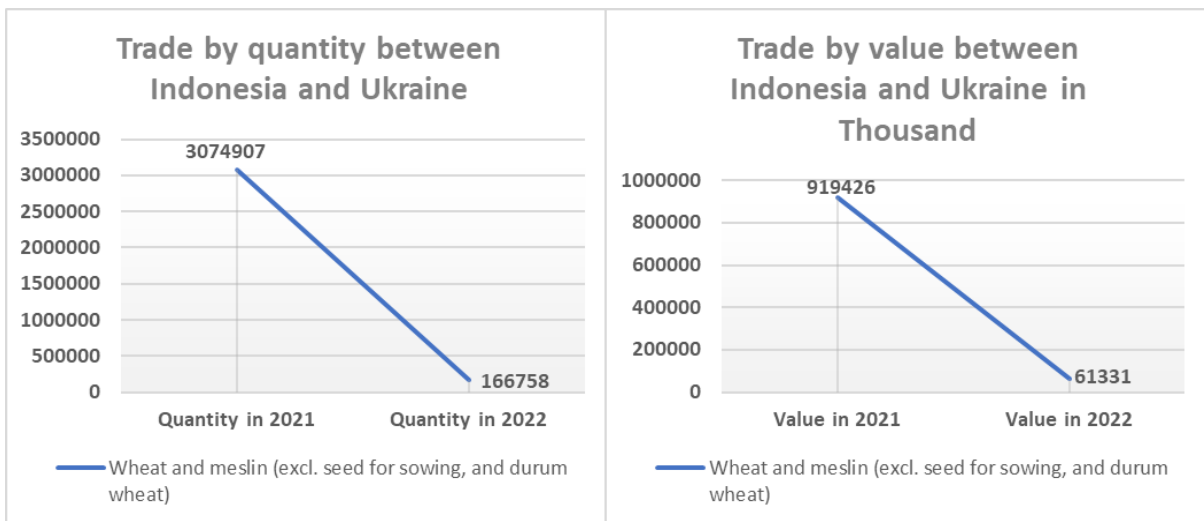 Trade by quantity between
Indonesia and Ukraine
3500000
3074907
3000000
2500000
2000000
1500000
1000000
500000
166758
0
Quantity in 2021
Quantity in 2022
Wheat and meslin (excl. seed for sowing, and durum
wheat)
Trade by value between
Indonesia and Ukraine in
Thousand
1000000
919426
800000
600000
400000
200000
61331
0
Value in 2021
Value in 2022
Wheat and meslin (excl. seed for sowing, and durum
wheat)